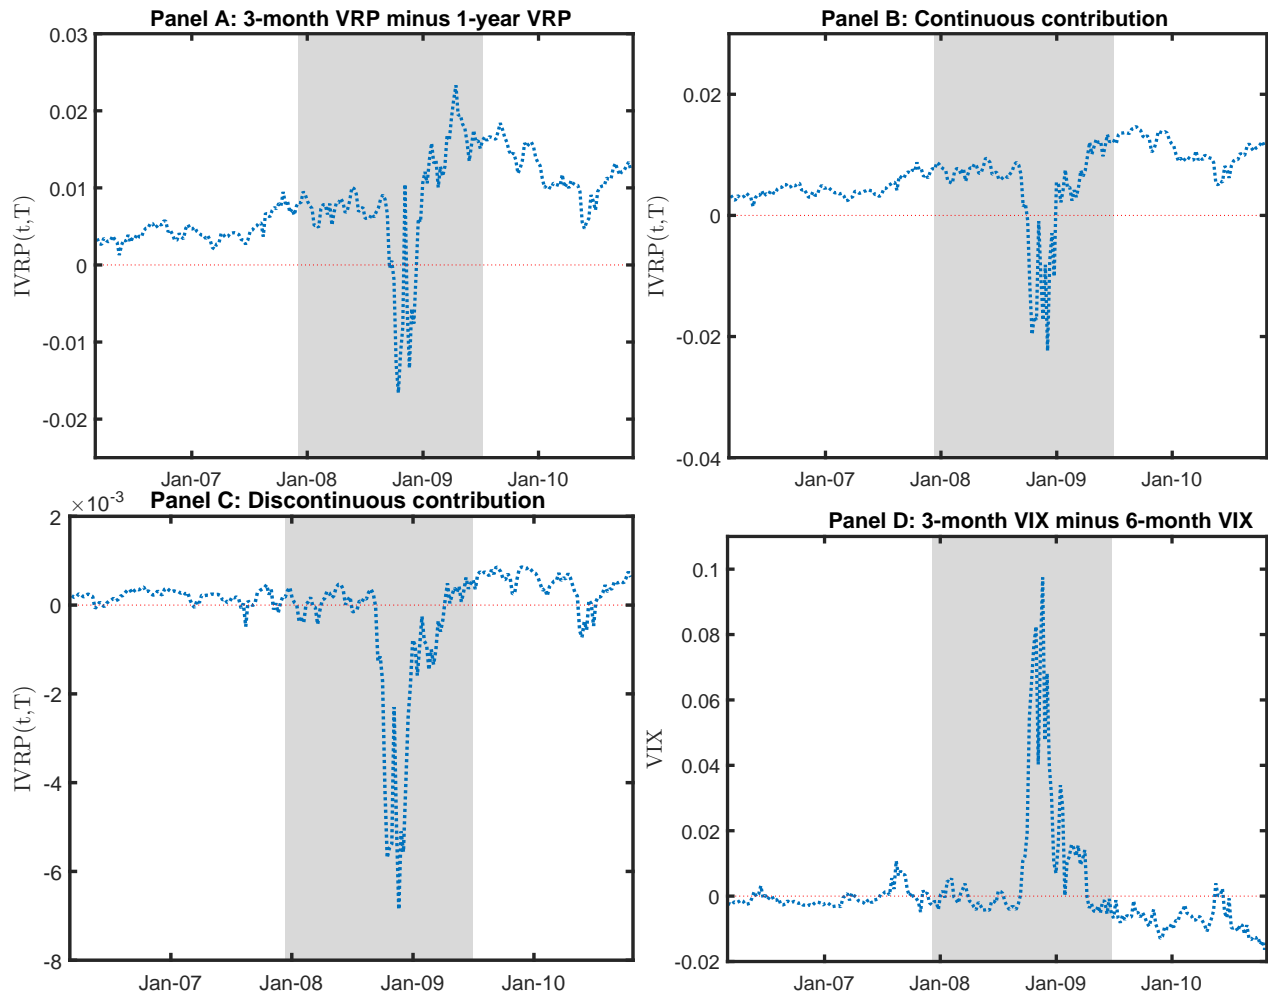 Panel A: 3-month VRP minus 1-year VRP
0.03
0.02
0.01
0
-0.01
-0.02
IVRP(t,T)
Jan-07
Jan-08
Jan-09
Jan-10
Panel B: Continuous contribution
0.02
0
-0.02
-0.04
IVRP(t,T)
Jan-07
Jan-08
Jan-09
Jan-10
Panel C: Discontinuous contribution
×10-3
2
0
-2
-4
-6
-8
IVRP(t,T)
Jan-07
Jan-08
Jan-09
Jan-10
Panel D: 3-month VIX minus 6-month VIX
0.1
0.08
0.06
0.04
0.02
0
-0.02
VIX
Jan-07
Jan-08
Jan-09
Jan-10